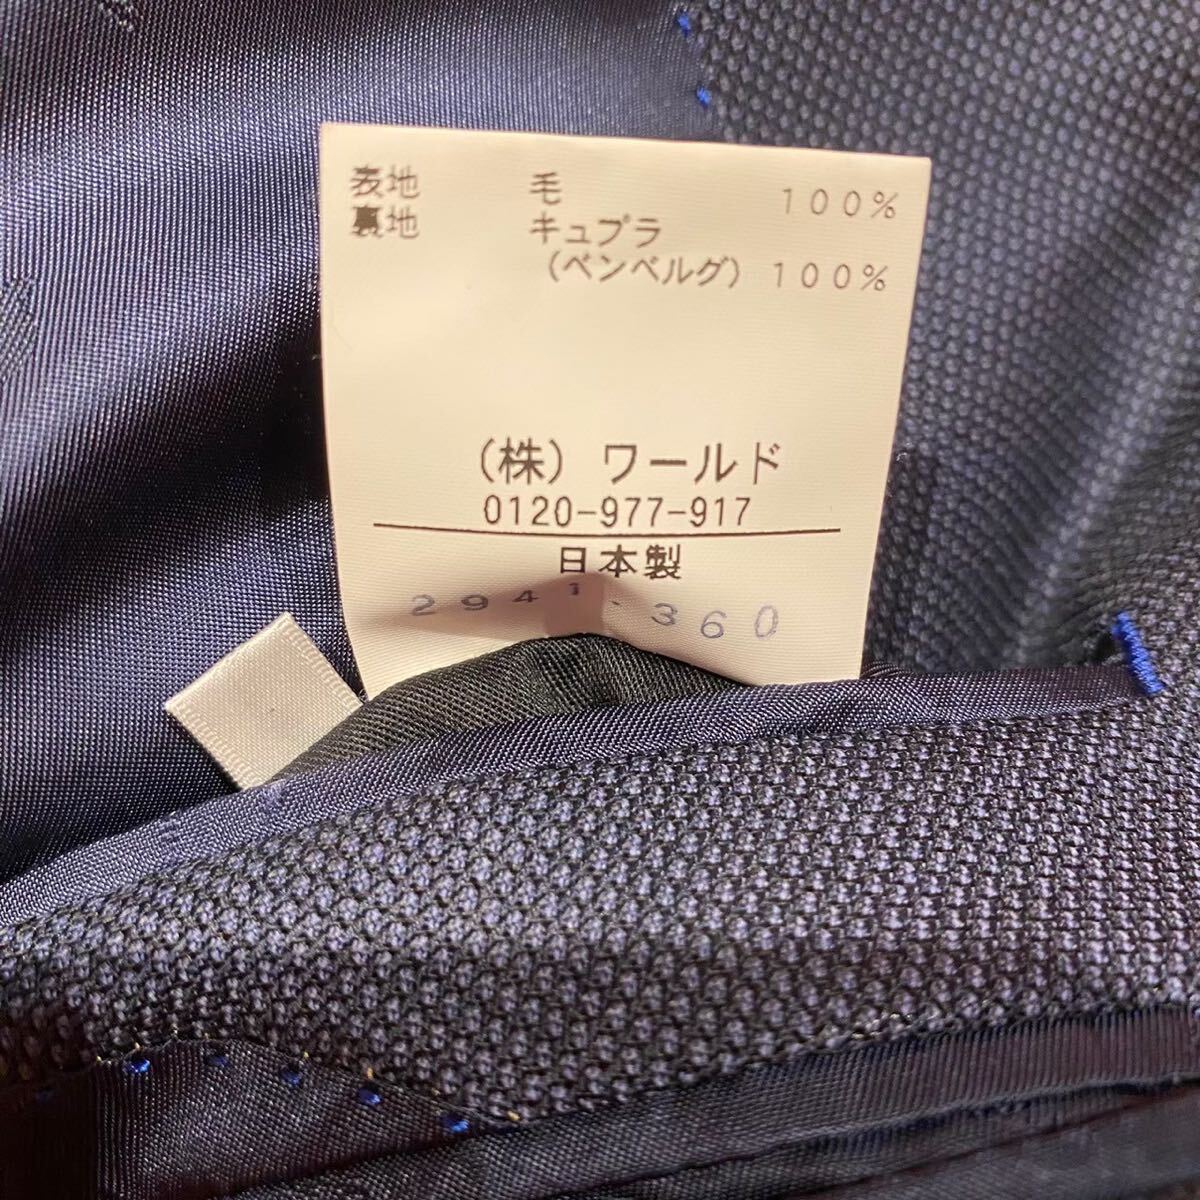 表地 毛 100%
裏地 キュプラ
(ベンベルグ) 100%
(株) ワールド
0120-977-917
日本製
2941-360